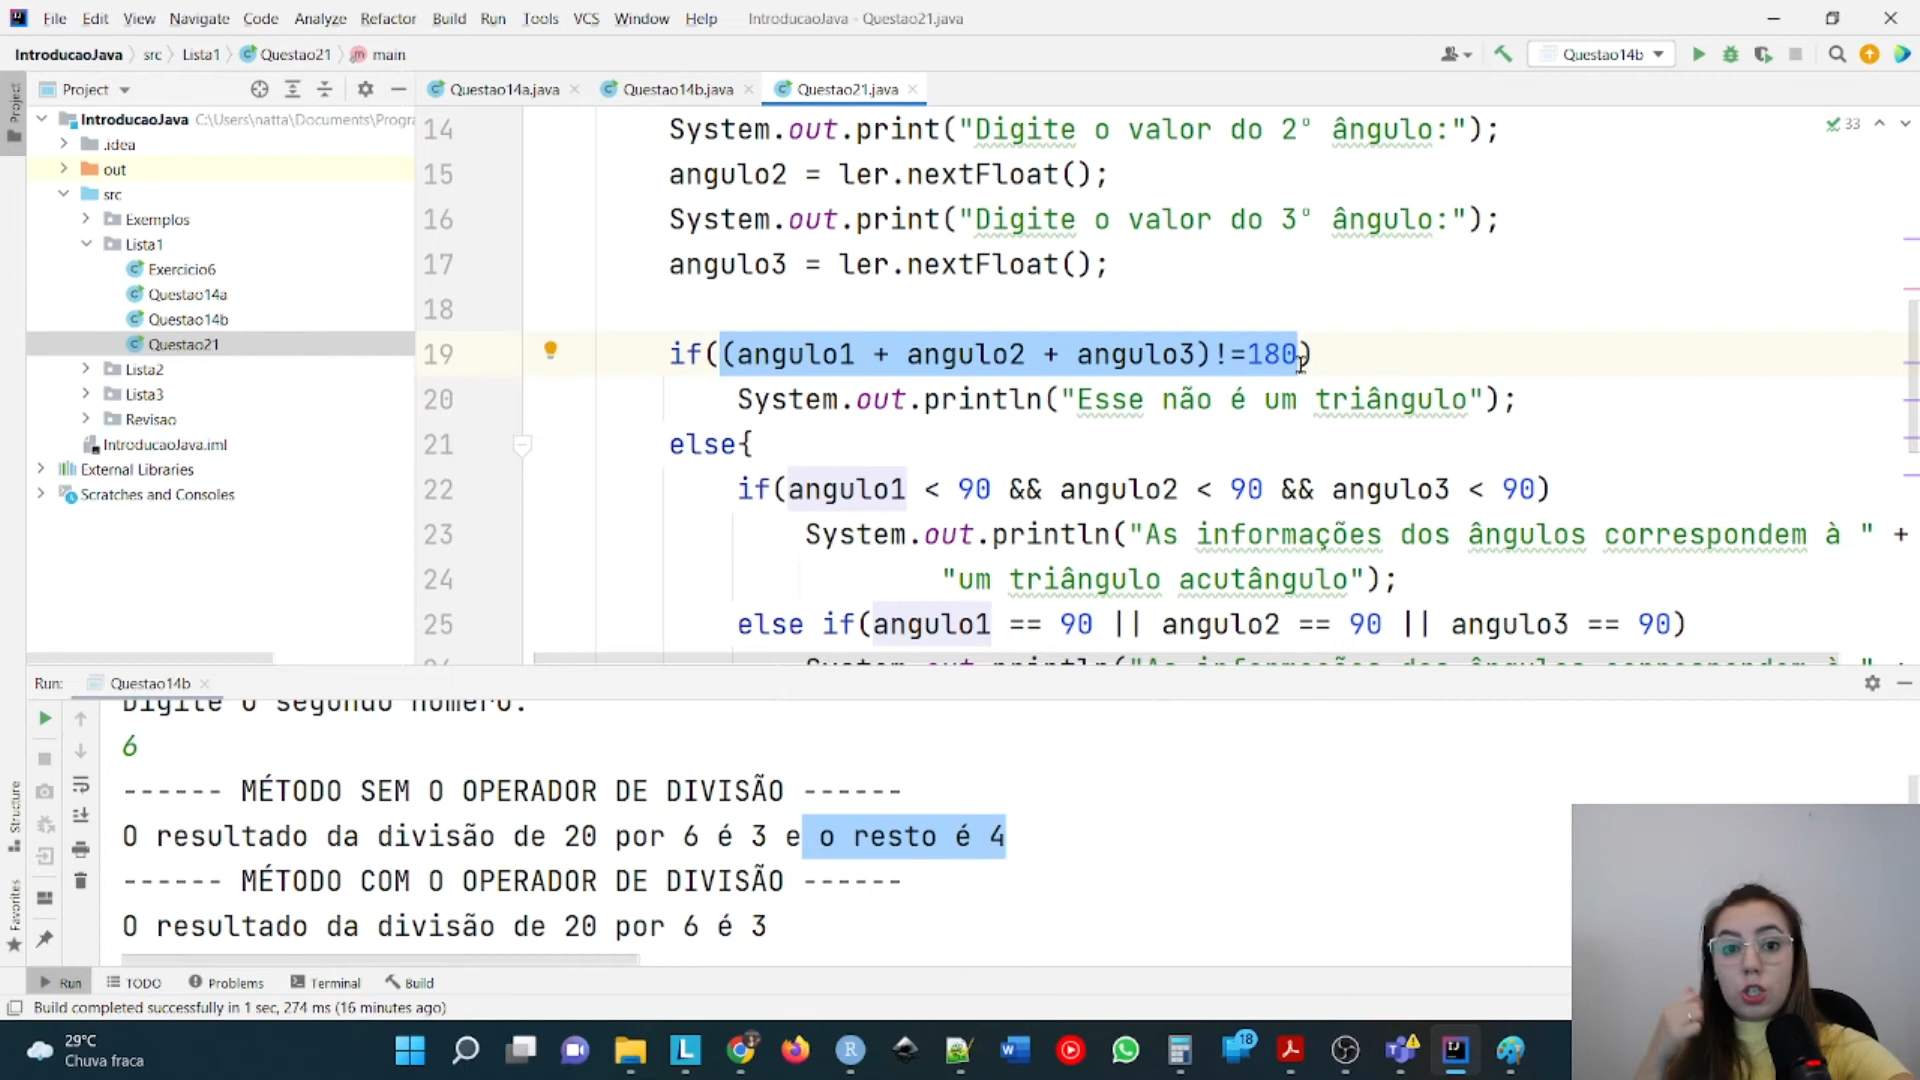 File Edit View Navigate Code Analyze Refactor Build Run Tools VCS Window Help IntroducaoJava - Questao21.java
IntroducaoJava src Lista1 Questao21 main Questao14b
Project Questao14a.java Questao14b.java Questao21.java
Project
IntroducaoJava C:\Users\natta\Documents\Progra
.idea
out
src
Exemplos
Lista1
Exercicio6
Questao14a
Questao14b
Questao21
Lista2
Lista3
Revisao
IntroducaoJava.iml
External Libraries
Scratches and Consoles
33
14 System.out.print("Digite o valor do 2° ângulo:");
15 angulo2 = ler.nextFloat();
16 System.out.print("Digite o valor do 3° ângulo:");
17 angulo3 = ler.nextFloat();
18
19 if((angulo1 + angulo2 + angulo3)!=180)
20 System.out.println("Esse não é um triângulo");
21 else{
22 if(angulo1 < 90 && angulo2 < 90 && angulo3 < 90)
23 System.out.println("As informações dos ângulos correspondem à " +
24 "um triângulo acutângulo");
25 else if(angulo1 == 90 || angulo2 == 90 || angulo3 == 90)
Run: Questao14b
Digite o segundo número:
6
------ MÉTODO SEM O OPERADOR DE DIVISÃO ------
O resultado da divisão de 20 por 6 é 3 e o resto é 4
------ MÉTODO COM O OPERADOR DE DIVISÃO ------
O resultado da divisão de 20 por 6 é 3
Structure
Favorites
Run TODO Problems Terminal Build
Build completed successfully in 1 sec, 274 ms (16 minutes ago)
29°C
Chuva fraca
18